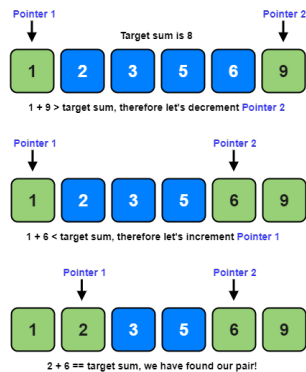 Pointer 1 Pointer 2
Target sum is 8
1 2 3 5 6 9
1 + 9 > target sum, therefore let's decrement Pointer 2
Pointer 1 Pointer 2
1 2 3 5 6 9
1 + 6 < target sum, therefore let's increment Pointer 1
Pointer 1 Pointer 2
1 2 3 5 6 9
2 + 6 == target sum, we have found our pair!